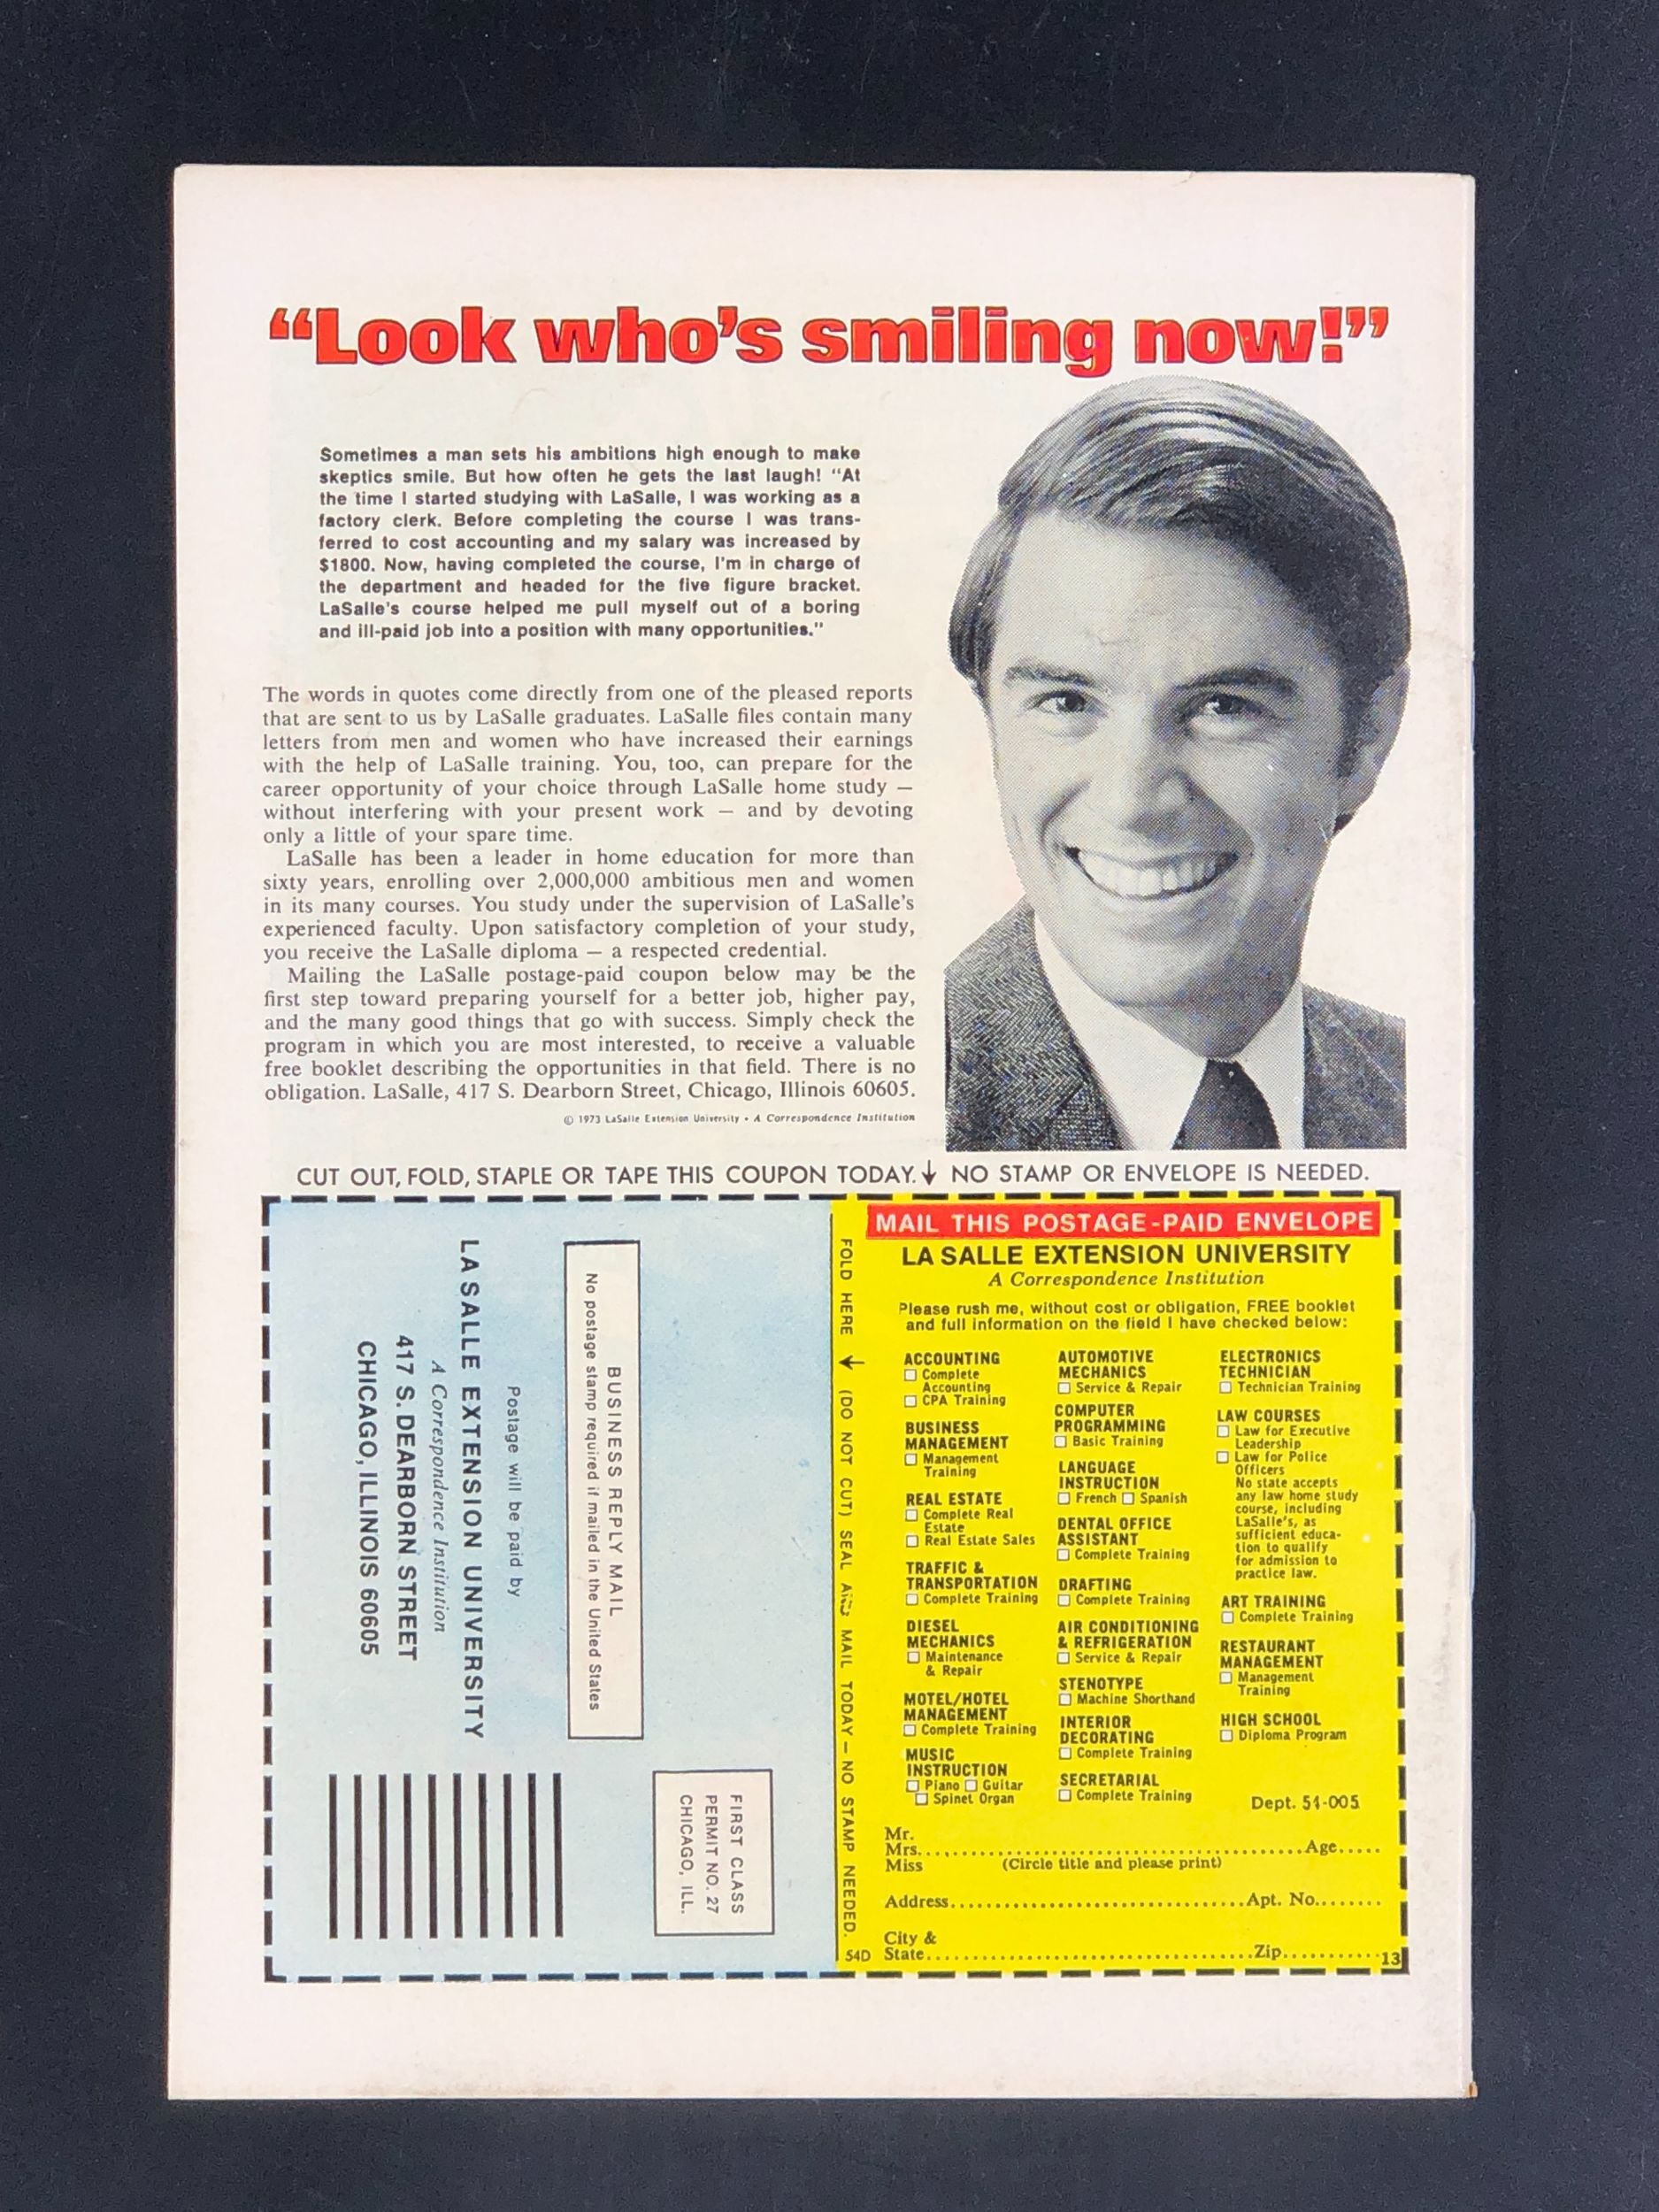 “Look who’s smiling now!”
Sometimes a man sets his ambitions high enough to make
skeptics smile. But how often he gets the last laugh! “At
the time I started studying with LaSalle, I was working as a
factory clerk. Before completing the course I was trans-
ferred to cost accounting and my salary was increased by
$1800. Now, having completed the course, I'm in charge of
the department and headed for the five figure bracket.
LaSalle's course helped me pull myself out of a boring
and ill-paid job into a position with many opportunities."
The words in quotes come directly from one of the pleased reports
that are sent to us by LaSalle graduates. LaSalle files contain many
letters from men and women who have increased their earnings
with the help of LaSalle training. You, too, can prepare for the
career opportunity of your choice through LaSalle home study —
without interfering with your present work — and by devoting
only a little of your spare time.
LaSalle has been a leader in home education for more than
sixty years, enrolling over 2,000,000 ambitious men and women
in its many courses. You study under the supervision of LaSalle's
experienced faculty. Upon satisfactory completion of your study,
you receive the LaSalle diploma — a respected credential.
Mailing the LaSalle postage-paid coupon below may be the
first step toward preparing yourself for a better job, higher pay,
and the many good things that go with success. Simply check the
program in which you are most interested, to receive a valuable
free booklet describing the opportunities in that field. There is no
obligation. LaSalle, 417 S. Dearborn Street, Chicago, Illinois 60605.
© 1973 LaSalle Extension University • A Correspondence Institution
CUT OUT, FOLD, STAPLE OR TAPE THIS COUPON TODAY. ↓ NO STAMP OR ENVELOPE IS NEEDED.
FIRST CLASS
PERMIT NO. 27
CHICAGO, ILL.
BUSINESS REPLY MAIL
No postage stamp required if mailed in the United States
Postage will be paid by
LA SALLE EXTENSION UNIVERSITY
A Correspondence Institution
417 S. DEARBORN STREET
CHICAGO, ILLINOIS 60605
FOLD HERE ↓ (DO NOT CUT) SEAL AND MAIL TODAY — NO STAMP NEEDED.
54D
MAIL THIS POSTAGE-PAID ENVELOPE
LA SALLE EXTENSION UNIVERSITY
A Correspondence Institution
Please rush me, without cost or obligation, FREE booklet
and full information on the field I have checked below:
ACCOUNTING
☐ Complete
Accounting
☐ CPA Training
BUSINESS
MANAGEMENT
☐ Management
Training
REAL ESTATE
☐ Complete Real
Estate
☐ Real Estate Sales
TRAFFIC &
TRANSPORTATION
☐ Complete Training
DIESEL
MECHANICS
☐ Maintenance
& Repair
MOTEL/HOTEL
MANAGEMENT
☐ Complete Training
MUSIC
INSTRUCTION
☐ Piano ☐ Guitar
☐ Spinet Organ
AUTOMOTIVE
MECHANICS
☐ Service & Repair
COMPUTER
PROGRAMMING
☐ Basic Training
LANGUAGE
INSTRUCTION
☐ French ☐ Spanish
DENTAL OFFICE
ASSISTANT
☐ Complete Training
DRAFTING
☐ Complete Training
AIR CONDITIONING
& REFRIGERATION
☐ Service & Repair
STENOTYPE
☐ Machine Shorthand
INTERIOR
DECORATING
☐ Complete Training
SECRETARIAL
☐ Complete Training
ELECTRONICS
TECHNICIAN
☐ Technician Training
LAW COURSES
☐ Law for Executive
Leadership
☐ Law for Police
Officers
No state accepts
any law home study
course, including
LaSalle's, as
sufficient educa-
tion to qualify
for admission to
practice law.
ART TRAINING
☐ Complete Training
RESTAURANT
MANAGEMENT
☐ Management
Training
HIGH SCHOOL
☐ Diploma Program
Dept. 54-005
Mr.
Mrs. Age
Miss (Circle title and please print)
Address Apt. No.
City &
State Zip 13